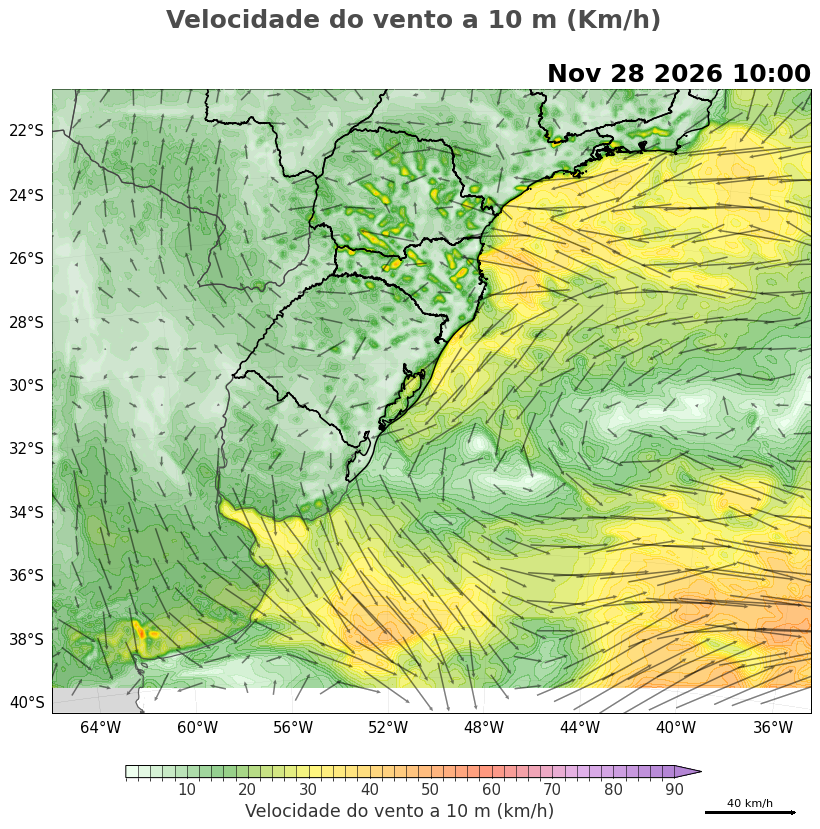 Velocidade do vento a 10 m (Km/h)
Nov 28 2026 10:00
22°S
24°S
26°S
28°S
30°S
32°S
34°S
36°S
38°S
40°S
64°W 60°W 56°W 52°W 48°W 44°W 40°W 36°W
10 20 30 40 50 60 70 80 90
Velocidade do vento a 10 m (km/h)
40 km/h